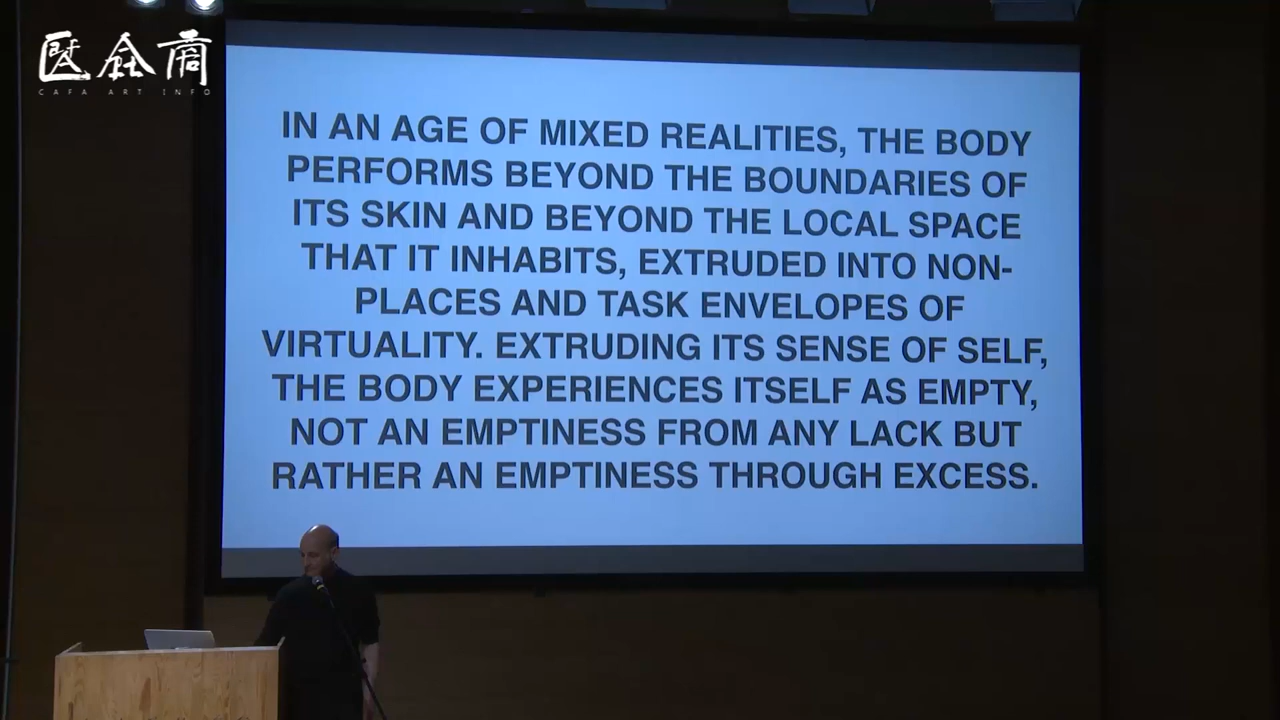 CAFA ART INFO
IN AN AGE OF MIXED REALITIES, THE BODY
PERFORMS BEYOND THE BOUNDARIES OF
ITS SKIN AND BEYOND THE LOCAL SPACE
THAT IT INHABITS, EXTRUDED INTO NON-
PLACES AND TASK ENVELOPES OF
VIRTUALITY. EXTRUDING ITS SENSE OF SELF,
THE BODY EXPERIENCES ITSELF AS EMPTY,
NOT AN EMPTINESS FROM ANY LACK BUT
RATHER AN EMPTINESS THROUGH EXCESS.